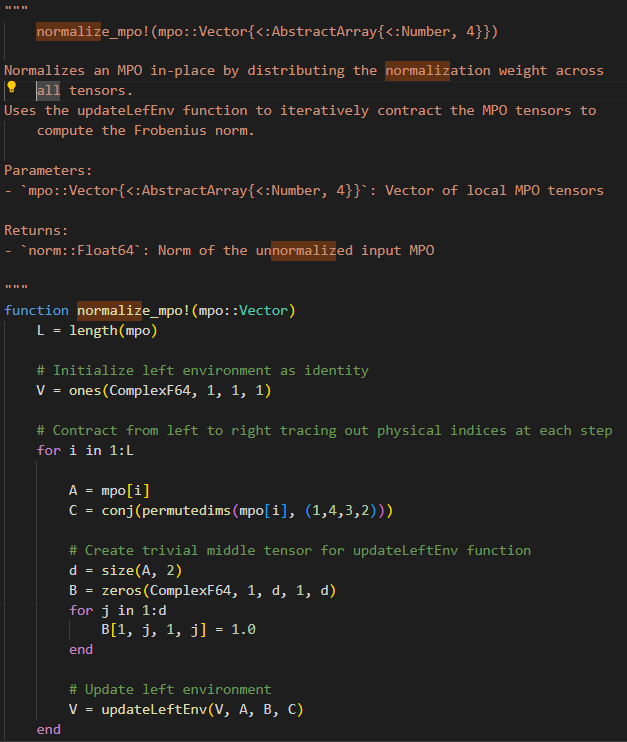 """
    normalize_mpo!(mpo::Vector{<:AbstractArray{<:Number, 4}})

Normalizes an MPO in-place by distributing the normalization weight across
    all tensors.
Uses the updateLefEnv function to iteratively contract the MPO tensors to
    compute the Frobenius norm.

Parameters:
- `mpo::Vector{<:AbstractArray{<:Number, 4}}`: Vector of local MPO tensors

Returns:
- `norm::Float64`: Norm of the unnormalized input MPO

"""
function normalize_mpo!(mpo::Vector)
    L = length(mpo)

    # Initialize left environment as identity
    V = ones(ComplexF64, 1, 1, 1)

    # Contract from left to right tracing out physical indices at each step
    for i in 1:L

        A = mpo[i]
        C = conj(permutedims(mpo[i], (1,4,3,2)))

        # Create trivial middle tensor for updateLeftEnv function
        d = size(A, 2)
        B = zeros(ComplexF64, 1, d, 1, d)
        for j in 1:d
            B[1, j, 1, j] = 1.0
        end

        # Update left environment
        V = updateLeftEnv(V, A, B, C)
    end